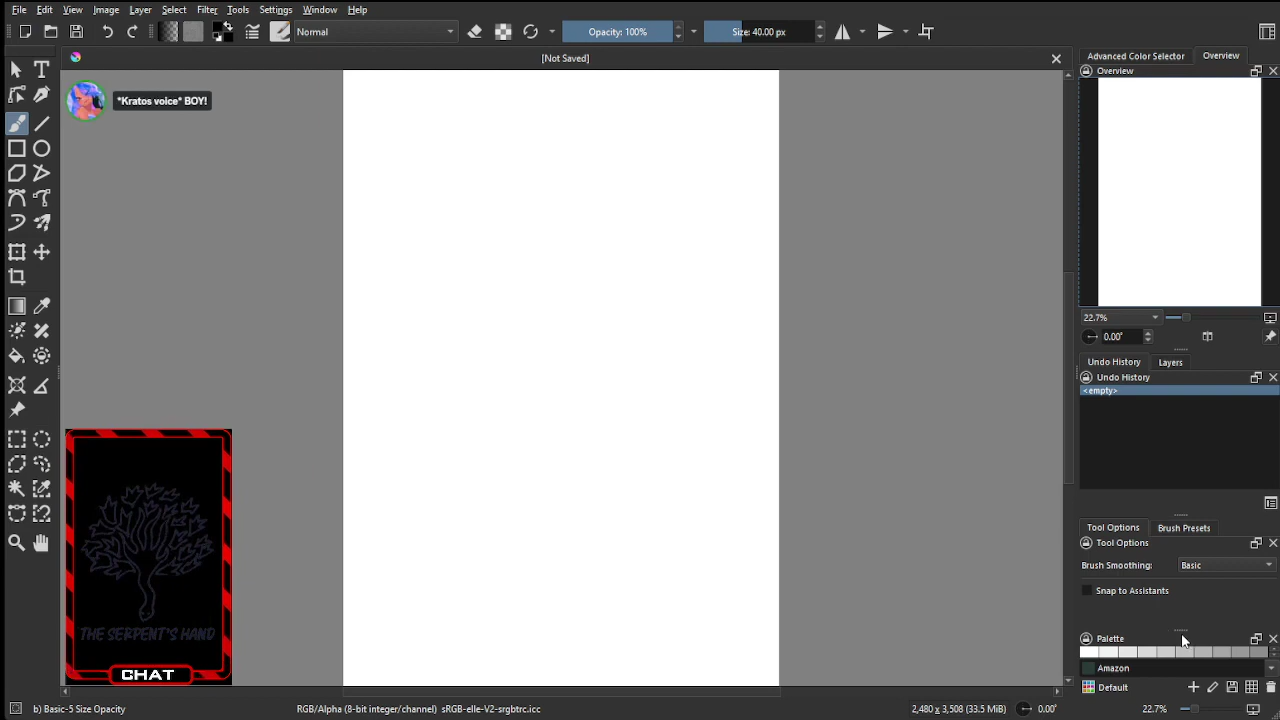 File Edit View Image Layer Select Filter Tools Settings Window Help
Normal Opacity: 100% Size: 40.00 px
[Not Saved]
Advanced Color Selector Overview
Overview
*Kratos voice* BOY!
22.7%
0.00°
Undo History Layers
Undo History
<empty>
Tool Options Brush Presets
Tool Options
Brush Smoothing: Basic
Snap to Assistants
THE SERPENT'S HAND
CHAT
Palette
Amazon
Default
b) Basic-5 Size Opacity RGB/Alpha (8-bit integer/channel) sRGB-elle-V2-srgbtrc.icc 2,480 x 3,508 (33.5 MiB) 0.00° 22.7%